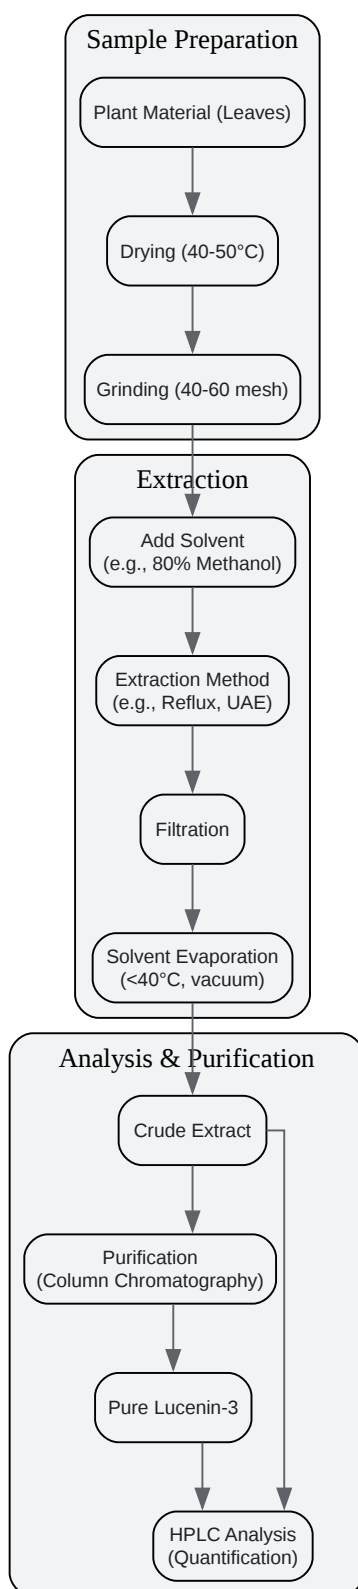 Sample Preparation
Plant Material (Leaves)
Drying (40-50°C)
Grinding (40-60 mesh)
Extraction
Add Solvent
(e.g., 80% Methanol)
Extraction Method
(e.g., Reflux, UAE)
Filtration
Solvent Evaporation
(<40°C, vacuum)
Analysis & Purification
Crude Extract
Purification
(Column Chromatography)
Pure Lucenin-3
HPLC Analysis
(Quantification)